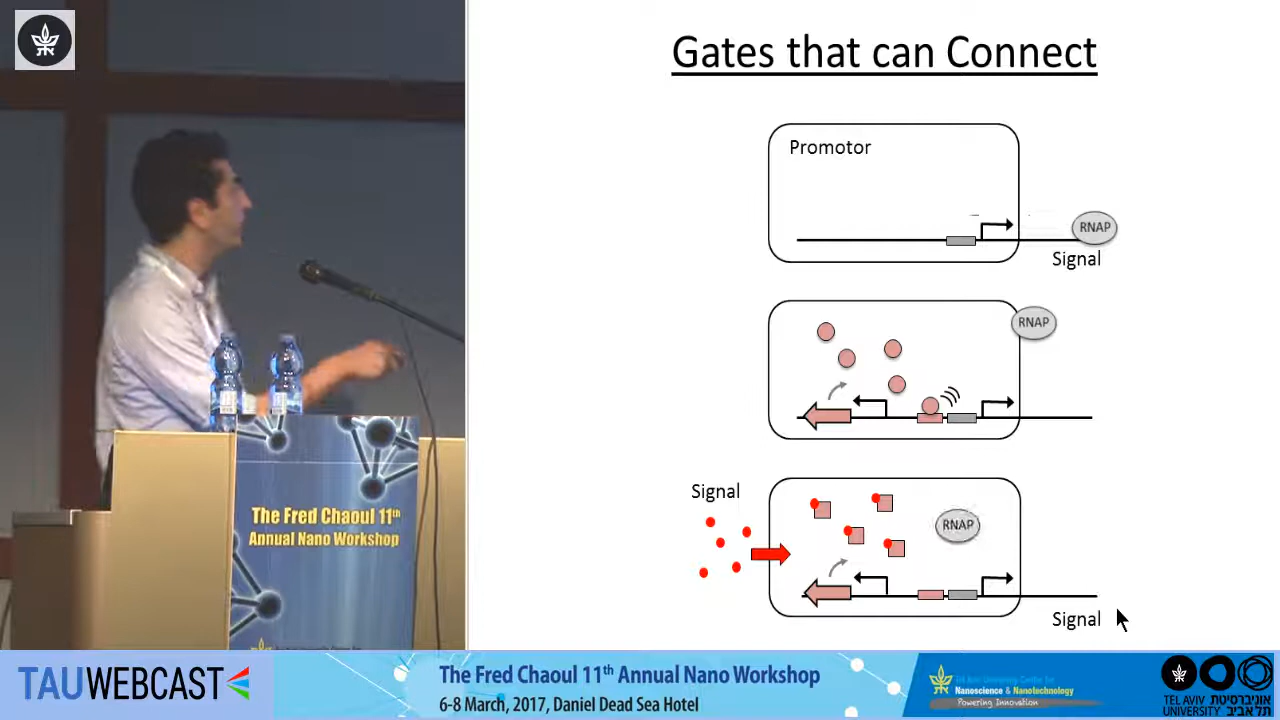 Gates that can Connect
Promotor
RNAP
Signal
RNAP
Signal
RNAP
Signal
The Fred Chaoul 11th
Annual Nano Workshop
TAUWEBCAST
The Fred Chaoul 11th Annual Nano Workshop
6-8 March, 2017, Daniel Dead Sea Hotel
Tel Aviv University Center for
Nanoscience & Nanotechnology
Powering Innovation
TEL AVIV אוניברסיטת
UNIVERSITY תל אביב